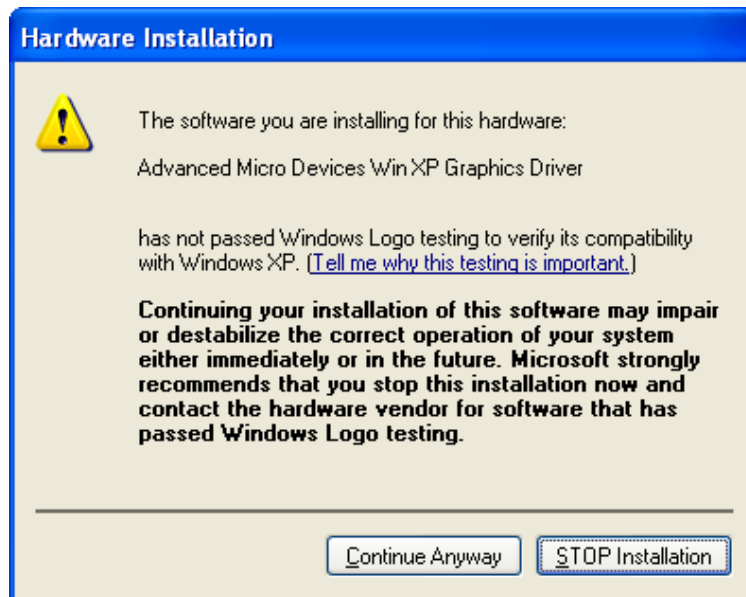 Hardware Installation
The software you are installing for this hardware:
Advanced Micro Devices Win XP Graphics Driver
has not passed Windows Logo testing to verify its compatibility
with Windows XP. (Tell me why this testing is important.)
Continuing your installation of this software may impair
or destabilize the correct operation of your system
either immediately or in the future. Microsoft strongly
recommends that you stop this installation now and
contact the hardware vendor for software that has
passed Windows Logo testing.
Continue Anyway STOP Installation